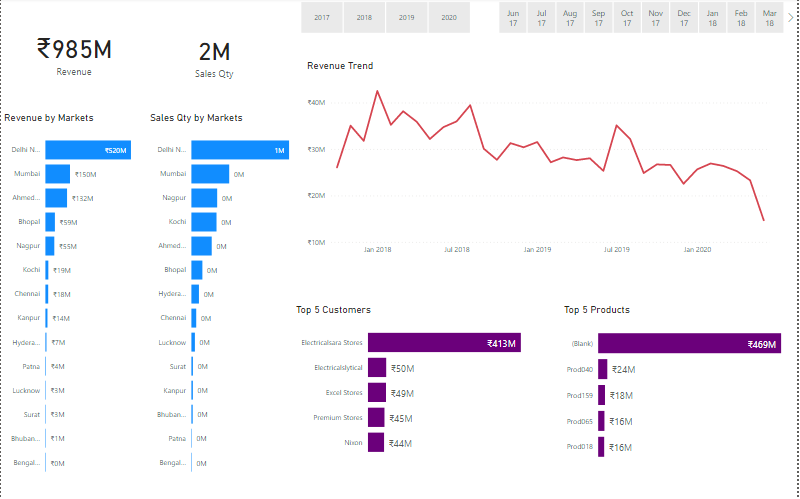 2017 2018 2019 2020
Jun 17 Jul 17 Aug 17 Sep 17 Oct 17 Nov 17 Dec 17 Jan 18 Feb 18 Mar 18
₹985M
Revenue
2M
Sales Qty
Revenue by Markets
Delhi N... ₹520M
Mumbai ₹150M
Ahmed... ₹132M
Bhopal ₹59M
Nagpur ₹55M
Kochi ₹19M
Chennai ₹18M
Kanpur ₹14M
Hydera... ₹7M
Patna ₹4M
Lucknow ₹3M
Surat ₹3M
Bhuban... ₹1M
Bengal... ₹0M
Sales Qty by Markets
Delhi N... 1M
Mumbai 0M
Nagpur 0M
Kochi 0M
Ahmed... 0M
Bhopal 0M
Hydera... 0M
Chennai 0M
Lucknow 0M
Surat 0M
Kanpur 0M
Bhuban... 0M
Patna 0M
Bengal... 0M
Revenue Trend
₹40M
₹30M
₹20M
₹10M
Jan 2018 Jul 2018 Jan 2019 Jul 2019 Jan 2020
Top 5 Customers
Electricalsara Stores ₹413M
Electricalslytical ₹50M
Excel Stores ₹49M
Premium Stores ₹45M
Nixon ₹44M
Top 5 Products
(Blank) ₹469M
Prod040 ₹24M
Prod159 ₹18M
Prod065 ₹16M
Prod018 ₹16M